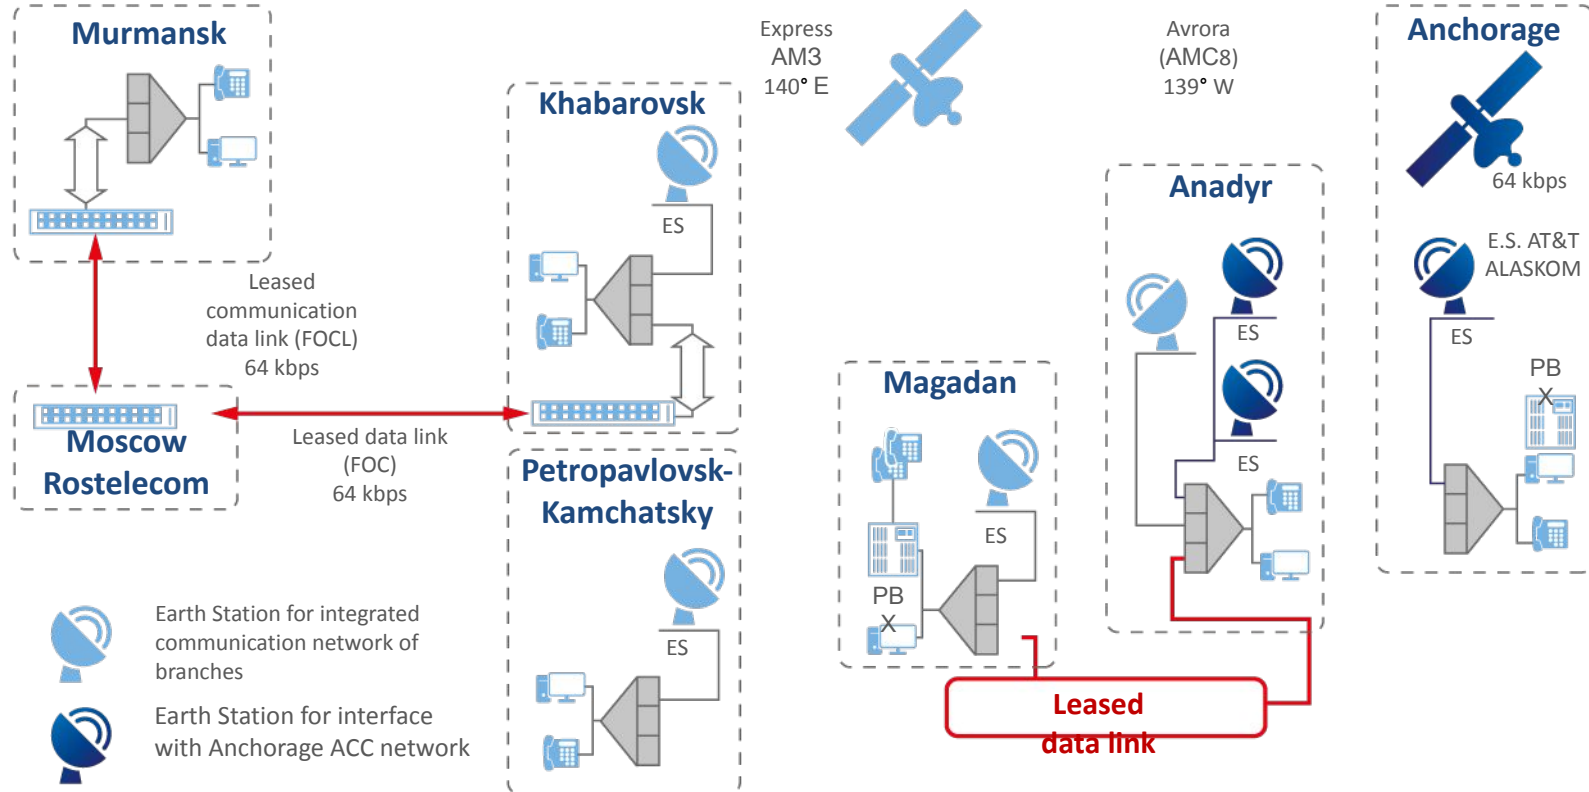 Murmansk
Leased
communication
data link (FOCL)
64 kbps
Moscow
Rostelecom
Leased data link
(FOC)
64 kbps
Khabarovsk
ES
Petropavlovsk-
Kamchatsky
ES
Express
AM3
140° E
Avrora
(AMC8)
139° W
Magadan
ES
PB
X
Anadyr
ES
ES
Leased
data link
Anchorage
64 kbps
E.S. AT&T
ALASKOM
ES
PB
X
Earth Station for integrated
communication network of
branches
Earth Station for interface
with Anchorage ACC network